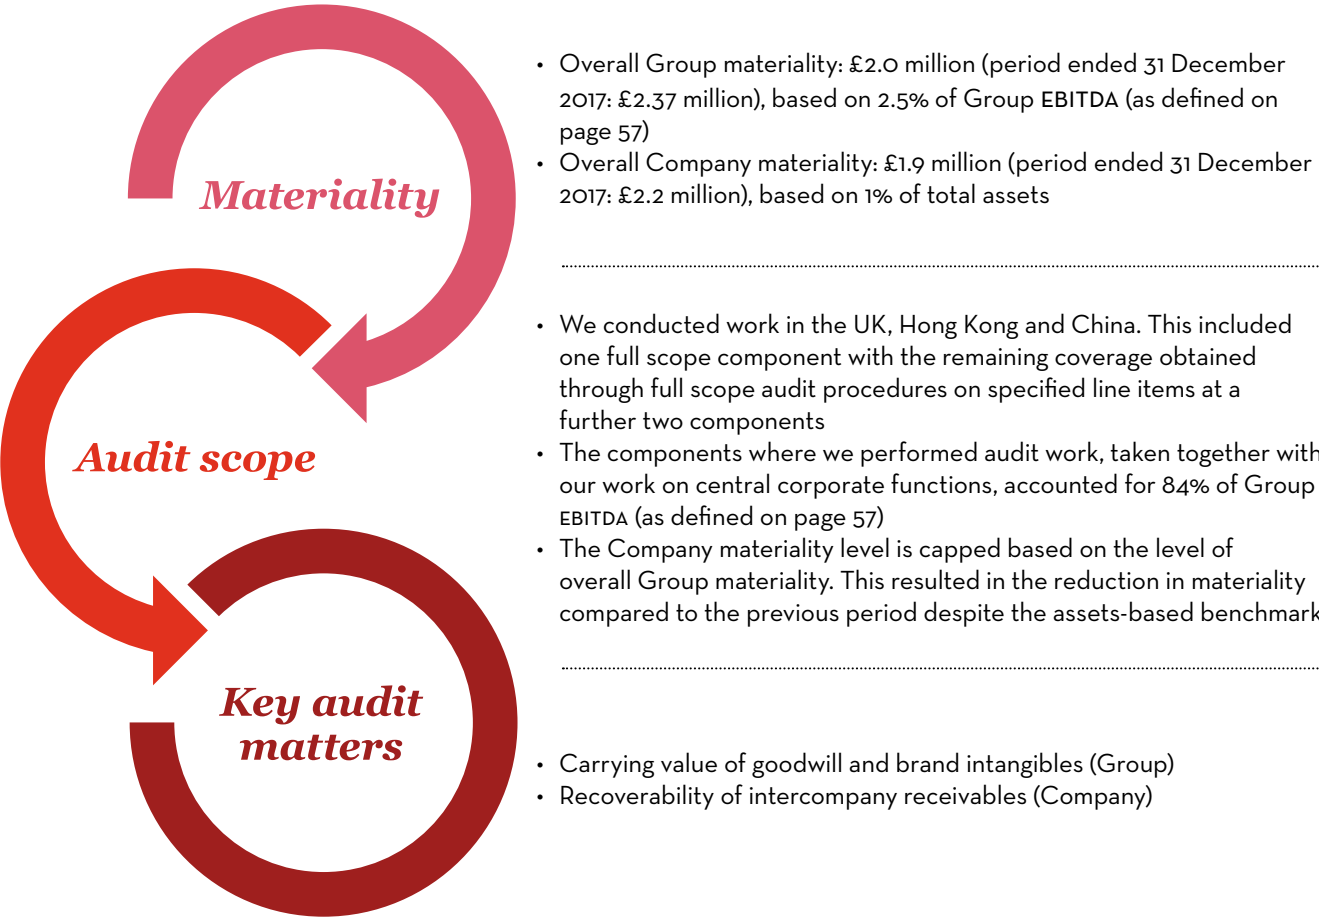 Materiality
• Overall Group materiality: £2.0 million (period ended 31 December
2017: £2.37 million), based on 2.5% of Group EBITDA (as defined on
page 57)
• Overall Company materiality: £1.9 million (period ended 31 December
2017: £2.2 million), based on 1% of total assets
Audit scope
• We conducted work in the UK, Hong Kong and China. This included
one full scope component with the remaining coverage obtained
through full scope audit procedures on specified line items at a
further two components
• The components where we performed audit work, taken together with
our work on central corporate functions, accounted for 84% of Group
EBITDA (as defined on page 57)
• The Company materiality level is capped based on the level of
overall Group materiality. This resulted in the reduction in materiality
compared to the previous period despite the assets-based benchmark
Key audit
matters
• Carrying value of goodwill and brand intangibles (Group)
• Recoverability of intercompany receivables (Company)